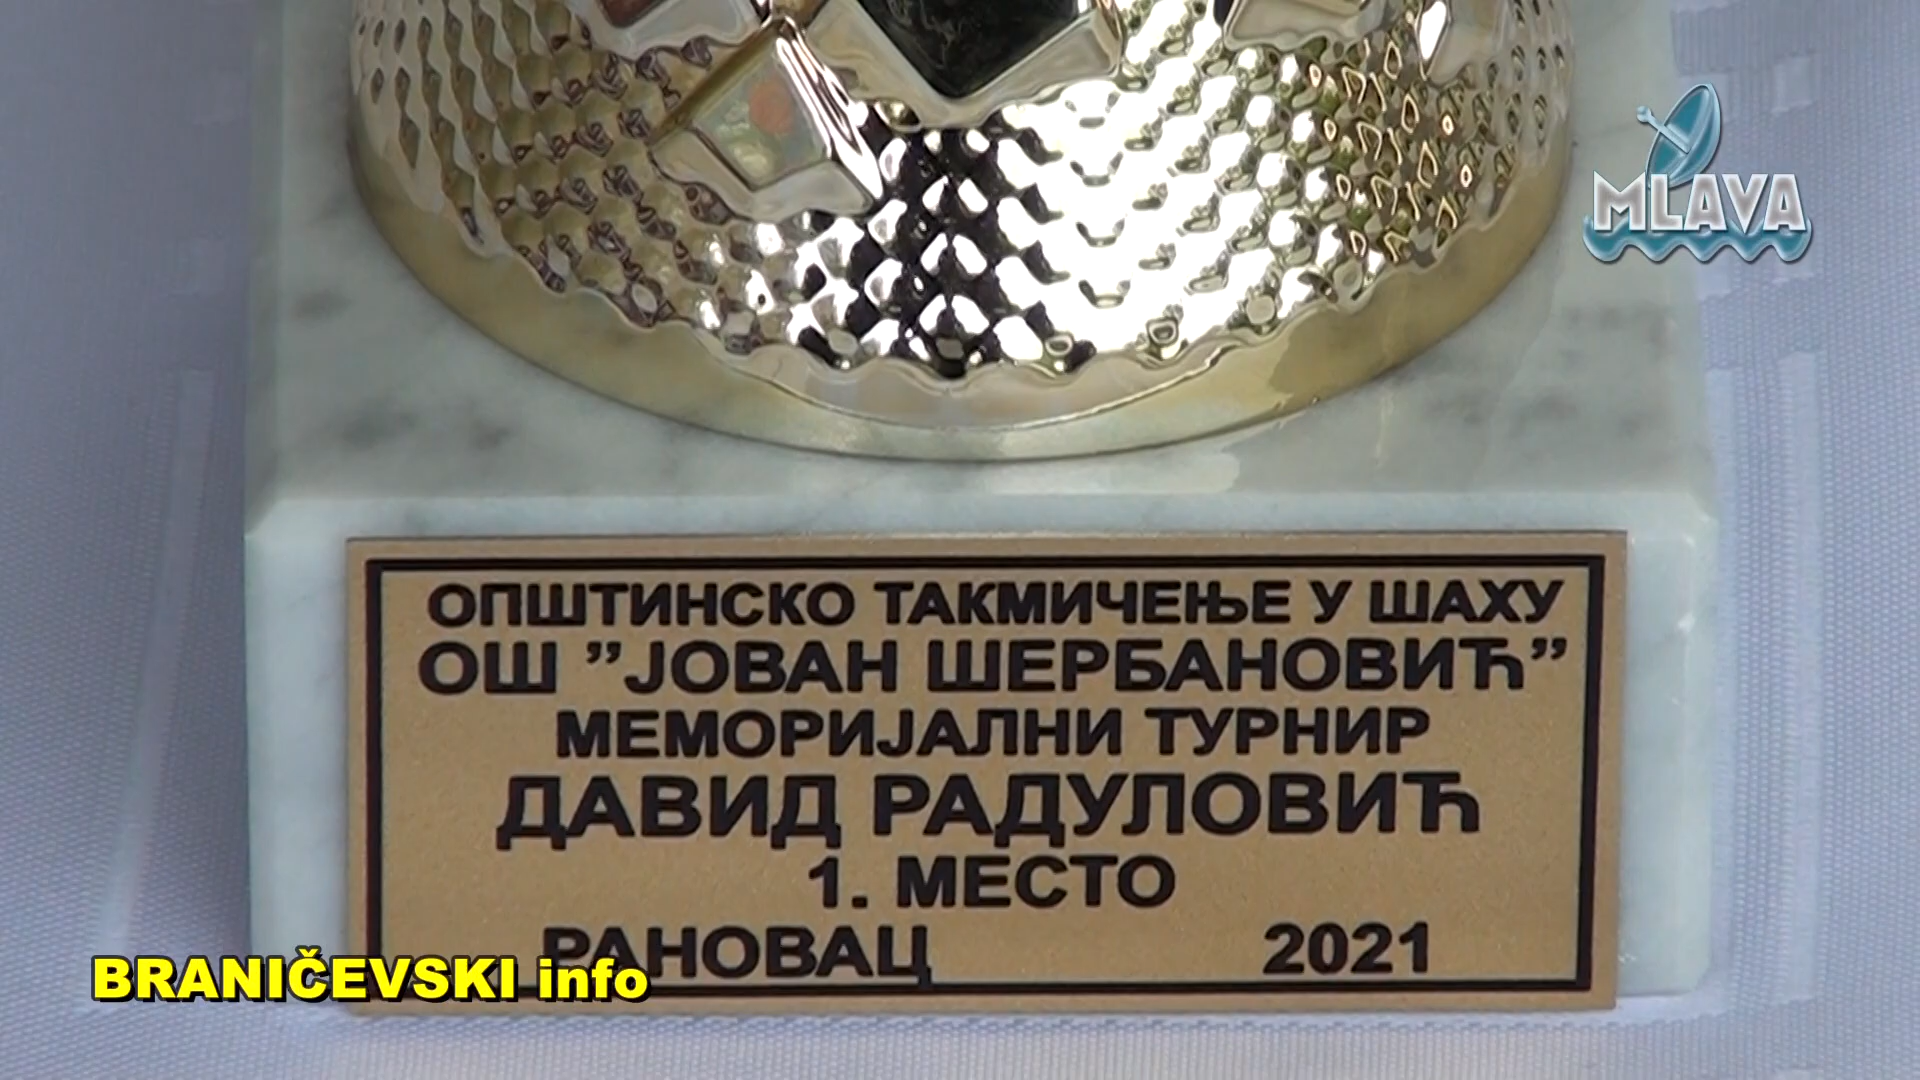 MLAVA
ОПШТИНСКО ТАКМИЧЕЊЕ У ШАХУ
ОШ ”ЈОВАН ШЕРБАНОВИЋ”
МЕМОРИЈАЛНИ ТУРНИР
ДАВИД РАДУЛОВИЋ
1. МЕСТО
РАНОВАЦ 2021
BRANIČEVSKI info